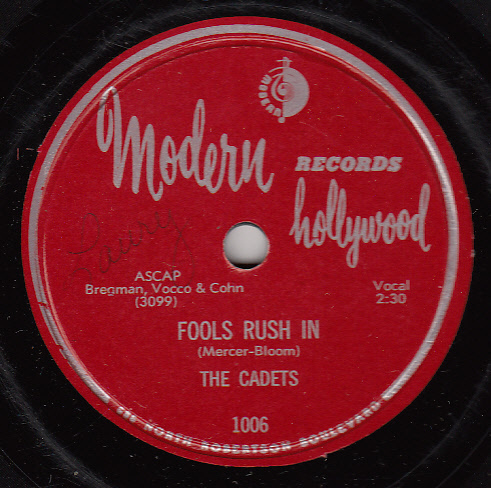 Modern
RECORDS
hollywood
ASCAP
Bregman, Vocco & Cohn
(3099)
Vocal
2:30
FOOLS RUSH IN
(Mercer-Bloom)
THE CADETS
1006
NORTH ROBERTSON BOULEVARD